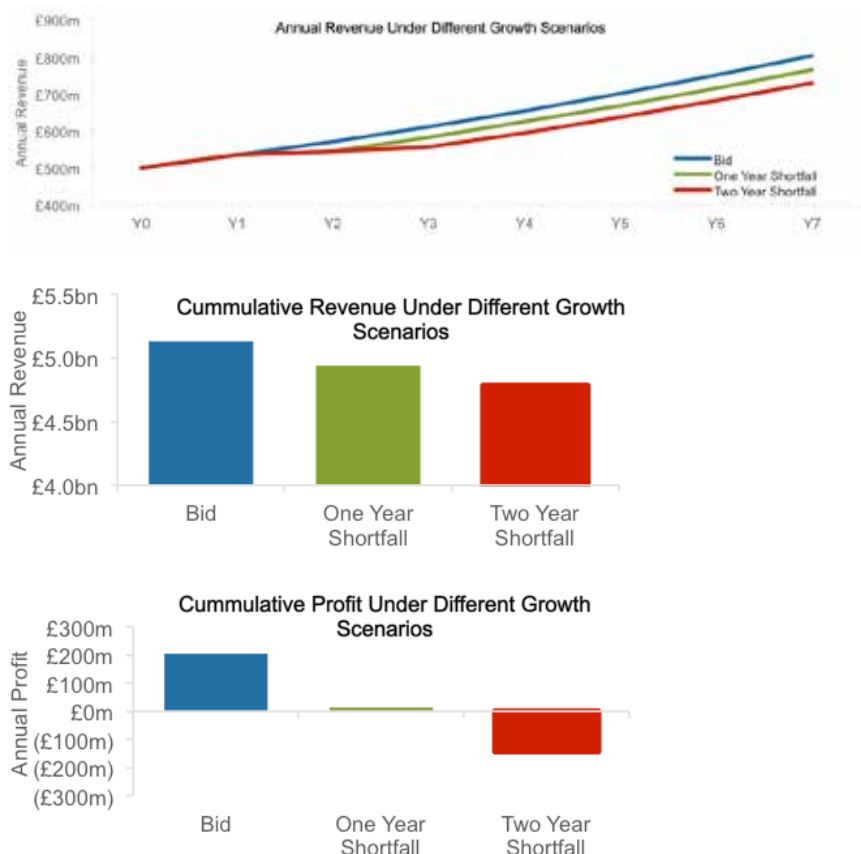 Annual Revenue Under Different Growth Scenarios
£900m
£800m
£700m
£600m
£500m
£400m
Annual Revenue
Y0 Y1 Y2 Y3 Y4 Y5 Y6 Y7
Bid
One Year Shortfall
Two Year Shortfall
Cummulative Revenue Under Different Growth
Scenarios
£5.5bn
£5.0bn
£4.5bn
£4.0bn
Annual Revenue
Bid
One Year
Shortfall
Two Year
Shortfall
Cummulative Profit Under Different Growth
Scenarios
£300m
£200m
£100m
£0m
(£100m)
(£200m)
(£300m)
Annual Profit
Bid
One Year
Shortfall
Two Year
Shortfall